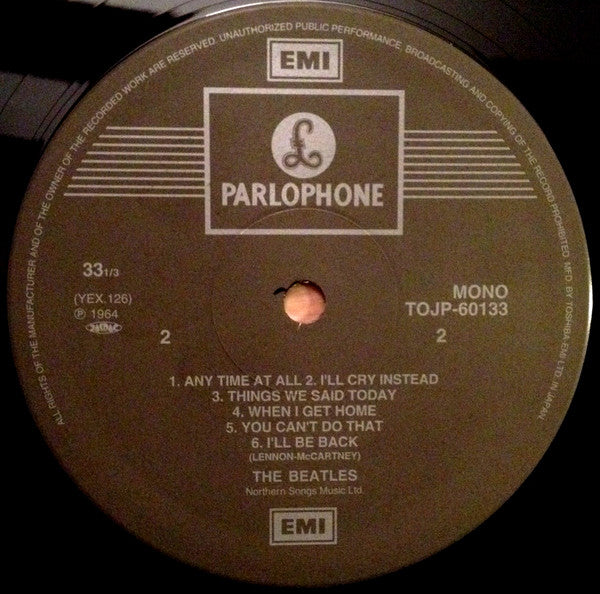 ALL RIGHTS OF THE MANUFACTURER AND OF THE OWNER OF THE RECORDED WORK ARE RESERVED. UNAUTHORIZED PUBLIC PERFORMANCE, BROADCASTING AND COPYING OF THE RECORD PROHIBITED. MFD. BY TOSHIBA-EMI LTD. IN JAPAN
EMI
£
PARLOPHONE
33 1/3
(YEX.126)
℗ 1964
2
MONO
TOJP-60133
2
1. ANY TIME AT ALL 2. I'LL CRY INSTEAD
3. THINGS WE SAID TODAY
4. WHEN I GET HOME
5. YOU CAN'T DO THAT
6. I'LL BE BACK
(LENNON-McCARTNEY)
THE BEATLES
Northern Songs Music Ltd.
EMI